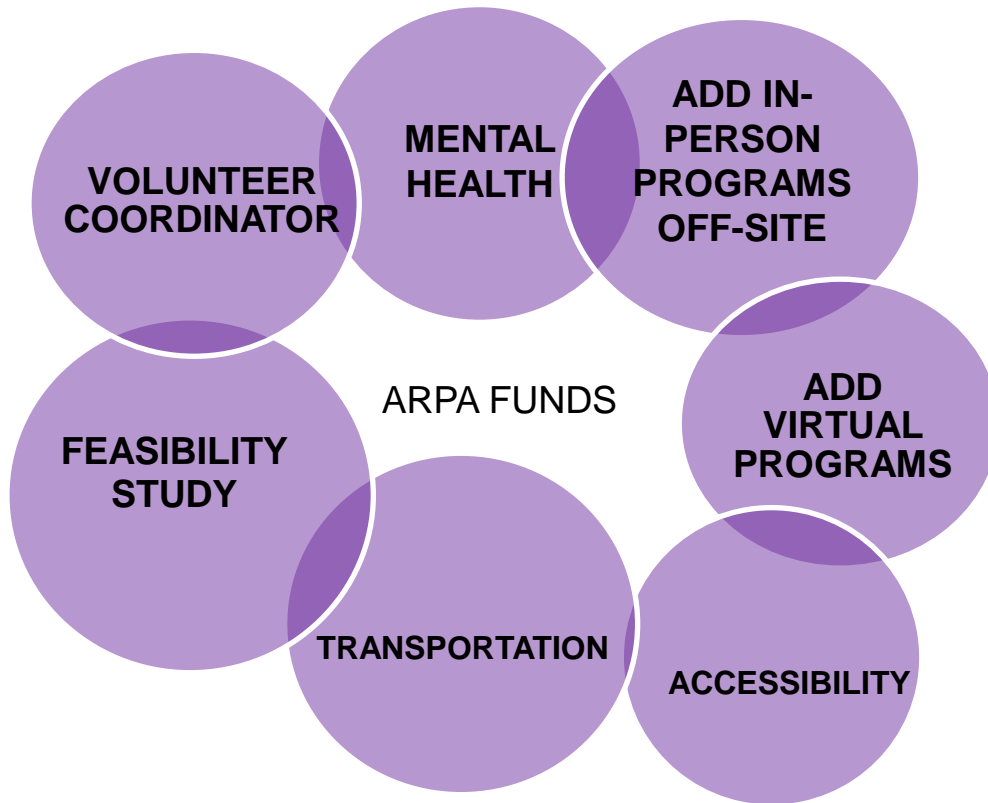 MENTAL
HEALTH
ADD IN-
PERSON
PROGRAMS
OFF-SITE
VOLUNTEER
COORDINATOR
ARPA FUNDS
ADD
VIRTUAL
PROGRAMS
FEASIBILITY
STUDY
TRANSPORTATION
ACCESSIBILITY